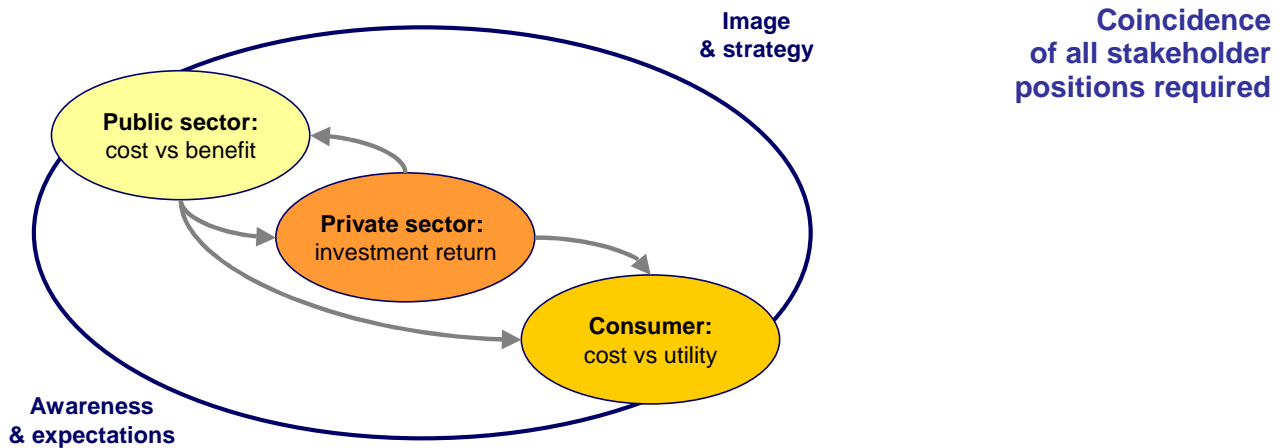 Image
& strategy
Coincidence
of all stakeholder
positions required
Public sector:
cost vs benefit
Private sector:
investment return
Consumer:
cost vs utility
Awareness
& expectations